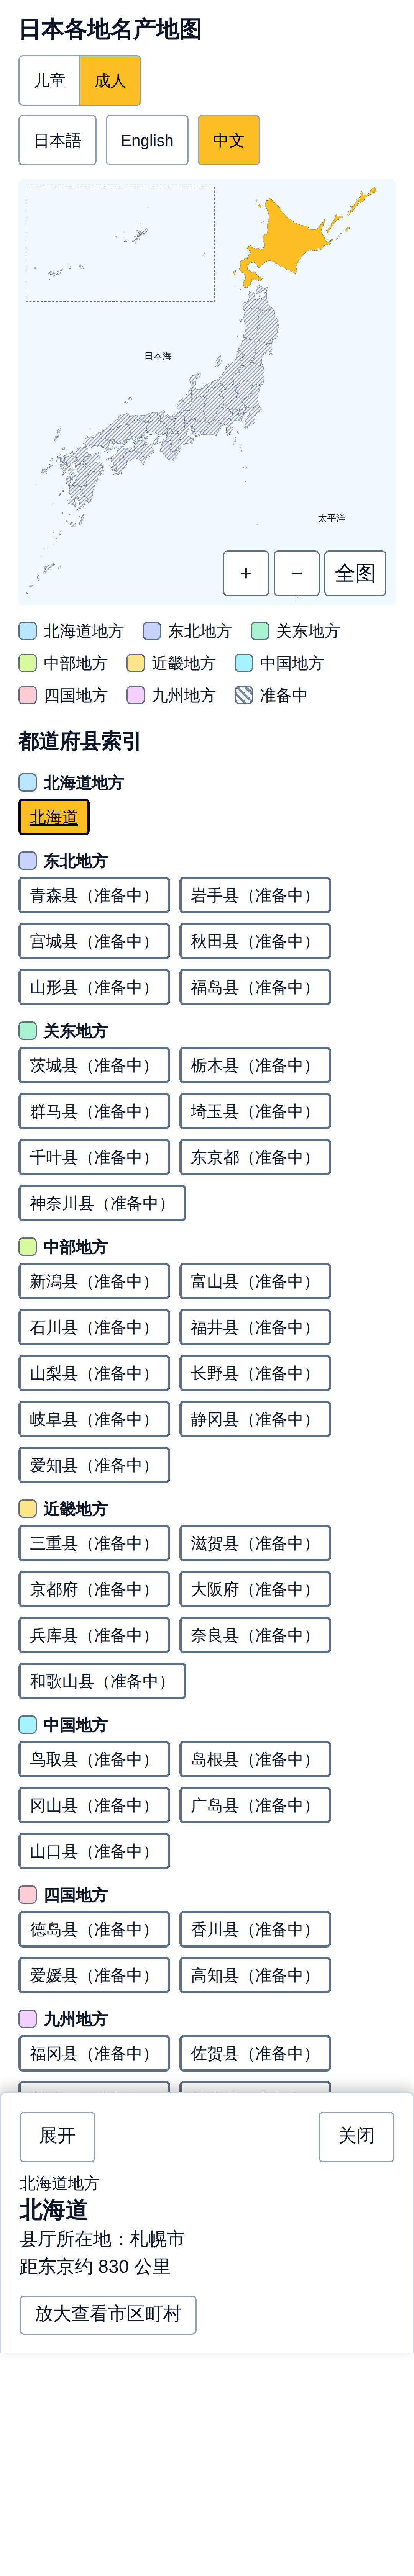 日本各地名产地图
儿童 成人
日本語 English 中文
日本海
太平洋
+ − 全图
北海道地方 东北地方 关东地方
中部地方 近畿地方 中国地方
四国地方 九州地方 准备中
都道府县索引
北海道地方
北海道
东北地方
青森县（准备中） 岩手县（准备中）
宫城县（准备中） 秋田县（准备中）
山形县（准备中） 福岛县（准备中）
关东地方
茨城县（准备中） 栃木县（准备中）
群马县（准备中） 埼玉县（准备中）
千叶县（准备中） 东京都（准备中）
神奈川县（准备中）
中部地方
新潟县（准备中） 富山县（准备中）
石川县（准备中） 福井县（准备中）
山梨县（准备中） 长野县（准备中）
岐阜县（准备中） 静冈县（准备中）
爱知县（准备中）
近畿地方
三重县（准备中） 滋贺县（准备中）
京都府（准备中） 大阪府（准备中）
兵库县（准备中） 奈良县（准备中）
和歌山县（准备中）
中国地方
鸟取县（准备中） 岛根县（准备中）
冈山县（准备中） 广岛县（准备中）
山口县（准备中）
四国地方
德岛县（准备中） 香川县（准备中）
爱媛县（准备中） 高知县（准备中）
九州地方
福冈县（准备中） 佐贺县（准备中）
展开 关闭
北海道地方
北海道
县厅所在地：札幌市
距东京约 830 公里
放大查看市区町村